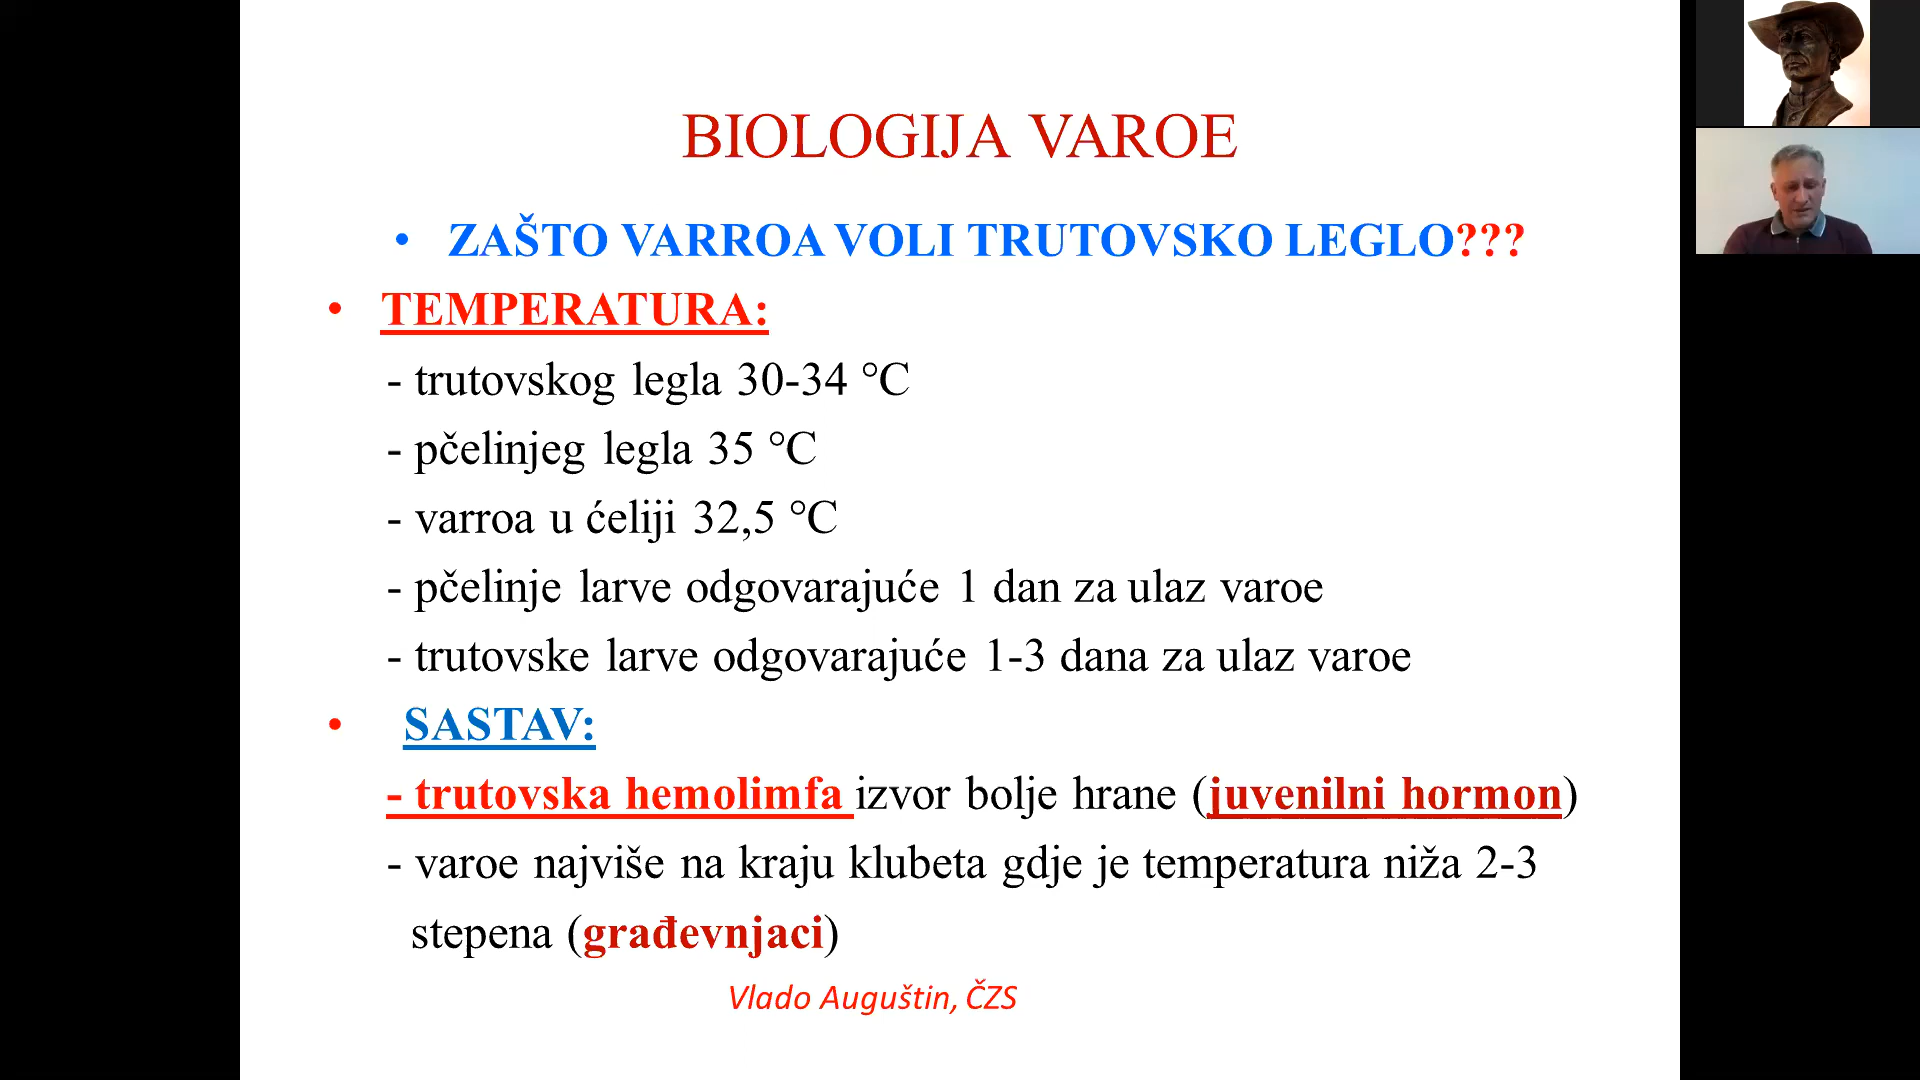 BIOLOGIJA VAROE
• ZAŠTO VARROA VOLI TRUTOVSKO LEGLO???
• TEMPERATURA:
- trutovskog legla 30-34 °C
- pčelinjeg legla 35 °C
- varroa u ćeliji 32,5 °C
- pčelinje larve odgovarajuće 1 dan za ulaz varoe
- trutovske larve odgovarajuće 1-3 dana za ulaz varoe
• SASTAV:
- trutovska hemolimfa izvor bolje hrane (juvenilni hormon)
- varoe najviše na kraju klubeta gdje je temperatura niža 2-3
stepena (građevnjaci)
Vlado Auguštin, ČZS